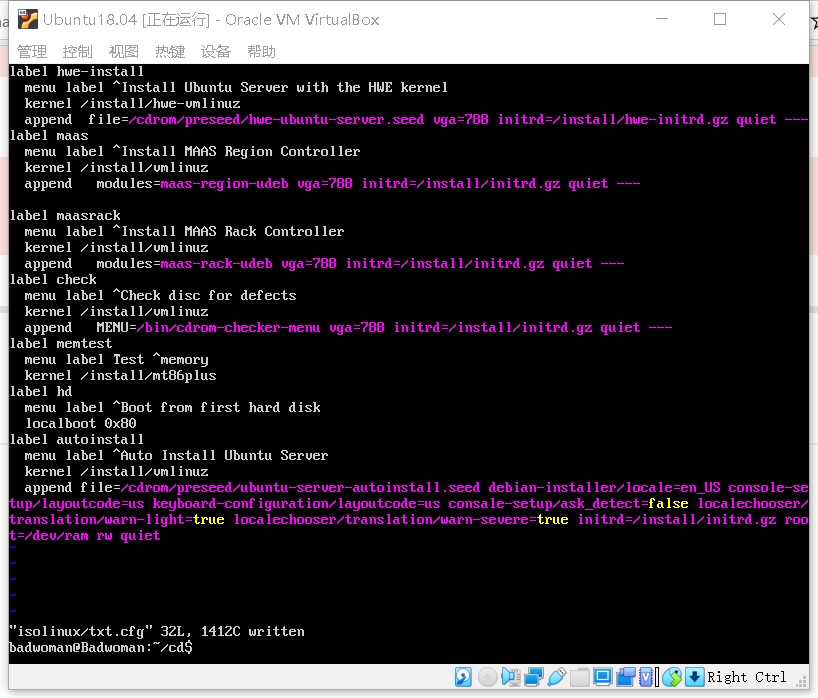 Ubuntu18.04 [正在运行] - Oracle VM VirtualBox
管理 控制 视图 热键 设备 帮助
label hwe-install
  menu label ^Install Ubuntu Server with the HWE kernel
  kernel /install/hwe-vmlinuz
  append  file=/cdrom/preseed/hwe-ubuntu-server.seed vga=788 initrd=/install/hwe-initrd.gz quiet ---
label maas
  menu label ^Install MAAS Region Controller
  kernel /install/vmlinuz
  append   modules=maas-region-udeb vga=788 initrd=/install/initrd.gz quiet ---
label maasrack
  menu label ^Install MAAS Rack Controller
  kernel /install/vmlinuz
  append   modules=maas-rack-udeb vga=788 initrd=/install/initrd.gz quiet ---
label check
  menu label ^Check disc for defects
  kernel /install/vmlinuz
  append   MENU=/bin/cdrom-checker-menu vga=788 initrd=/install/initrd.gz quiet ---
label memtest
  menu label Test ^memory
  kernel /install/mt86plus
label hd
  menu label ^Boot from first hard disk
  localboot 0x80
label autoinstall
  menu label ^Auto Install Ubuntu Server
  kernel /install/vmlinuz
  append file=/cdrom/preseed/ubuntu-server-autoinstall.seed debian-installer/locale=en_US console-se
tup/layoutcode=us keyboard-configuration/layoutcode=us consale-setup/ask_detect=false localechooser/
translation/warn-light=true localechooser/translation/warn-severe=true initrd=/install/initrd.gz roo
t=/dev/ram rw quiet
~
~
~
~
~
"isolinux/txt.cfg" 32L, 1412C written
badwoman@Badwoman:~/cd$
Right Ctrl